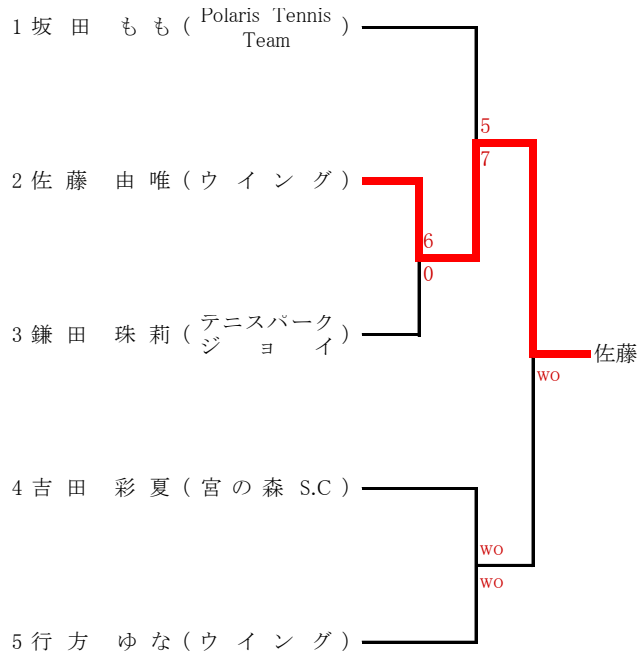 1 坂田 もも ( Polaris Tennis Team )
5
7
2 佐藤 由唯 ( ウイング )
6
0
3 鎌田 珠莉 ( テニスパーク ジョイ )
佐藤
wo
4 吉田 彩夏 ( 宮の森 S.C )
wo
wo
5 行方 ゆな ( ウイング )